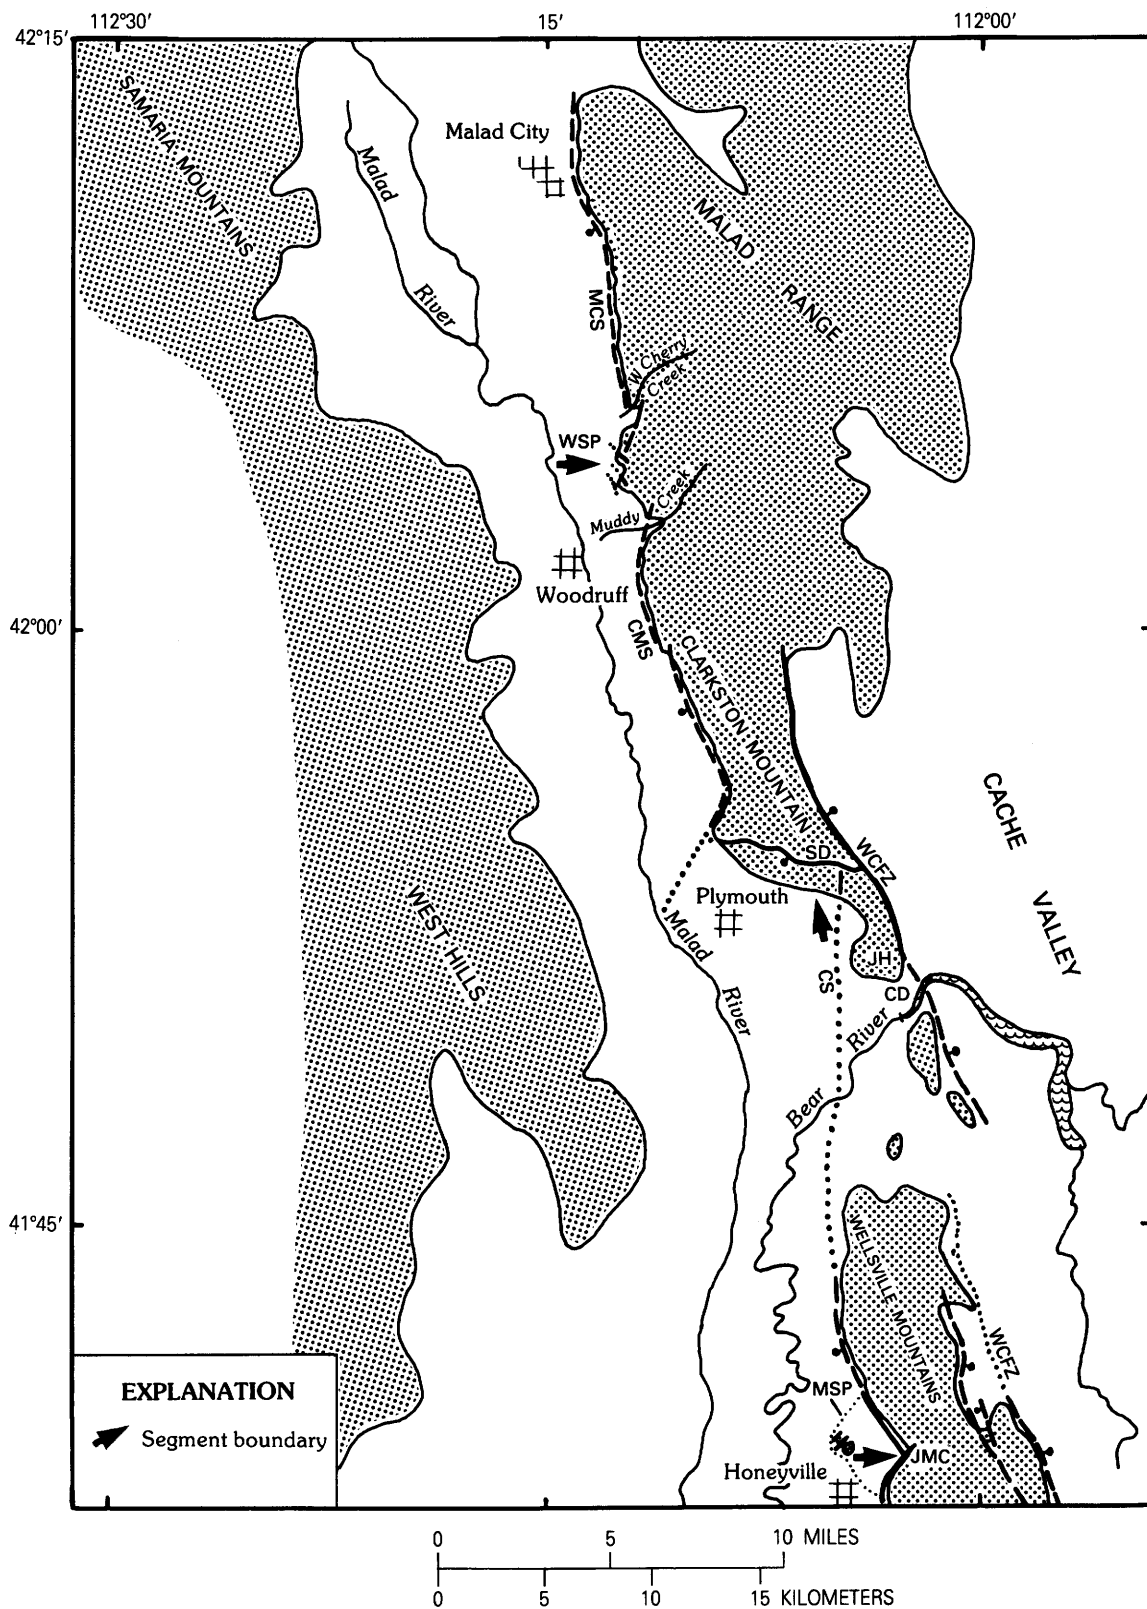 112°30'
15'
112°00'
42°15'
SAMARIA MOUNTAINS
Malad City
Malad
River
MALAD
RANGE
MCS
W Cherry
Creek
WSP
Muddy Creek
Woodruff
42°00'
CMS
CLARKSTON MOUNTAIN
CACHE
VALLEY
SD
WCFZ
Plymouth
WEST HILLS
Malad
River
CS
JH
CD
Bear River
41°45'
WELLSVILLE MOUNTAINS
WCFZ
MSP
JMC
Honeyville
EXPLANATION
Segment boundary
0 5 10 MILES
0 5 10 15 KILOMETERS